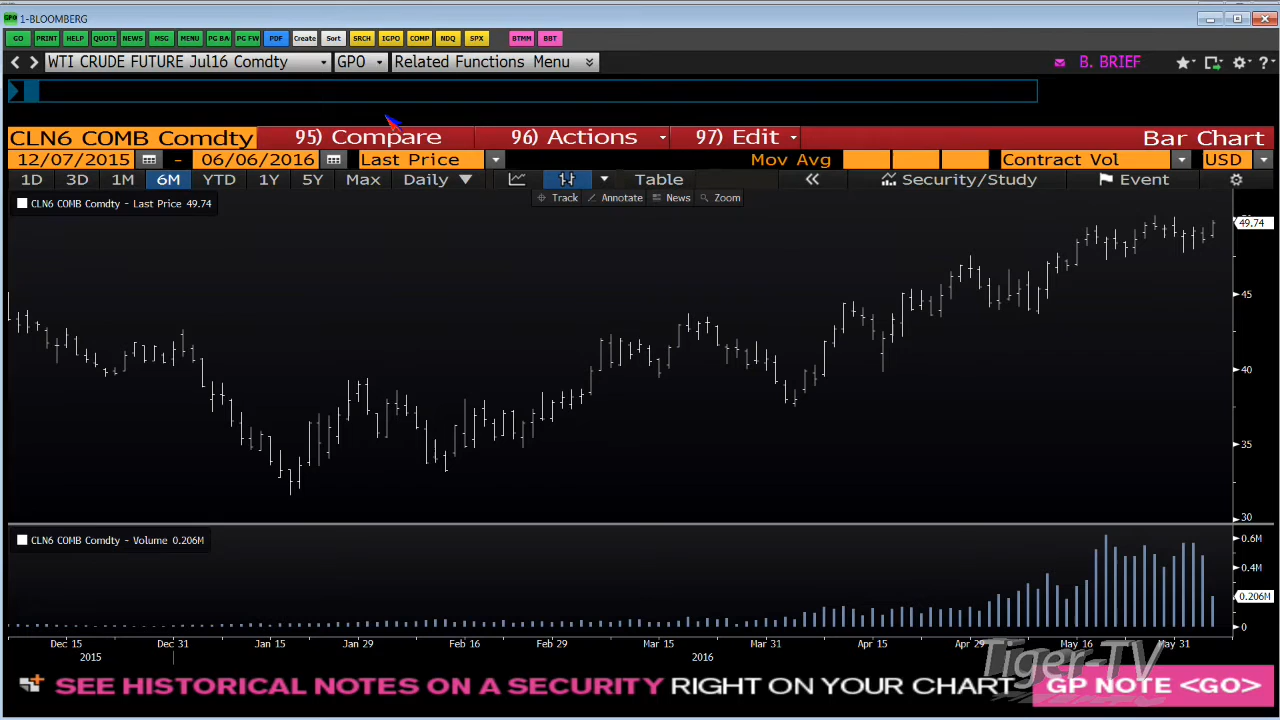 1-BLOOMBERG
GO PRINT HELP QUOTE NEWS MSG MENU PG BA PG FW PDF Create Sort SRCH IGPO COMP NDQ SPX BTMM BBT
WTI CRUDE FUTURE Jul16 Comdty GPO Related Functions Menu B. BRIEF ?
CLN6 COMB Comdty 95) Compare 96) Actions 97) Edit Bar Chart
12/07/2015 - 06/06/2016 Last Price Mov Avg Contract Vol USD
1D 3D 1M 6M YTD 1Y 5Y Max Daily Table Security/Study Event
Track Annotate News Zoom
CLN6 COMB Comdty - Last Price 49.74
49.74
45
40
35
30
CLN6 COMB Comdty - Volume 0.206M
0.6M
0.4M
0.206M
0
Dec 15 Dec 31 Jan 15 Jan 29 Feb 16 Feb 29 Mar 15 Mar 31 Apr 15 Apr 29 May 16 May 31
2015 2016
Tiger-TV
SEE HISTORICAL NOTES ON A SECURITY RIGHT ON YOUR CHART GP NOTE <GO>